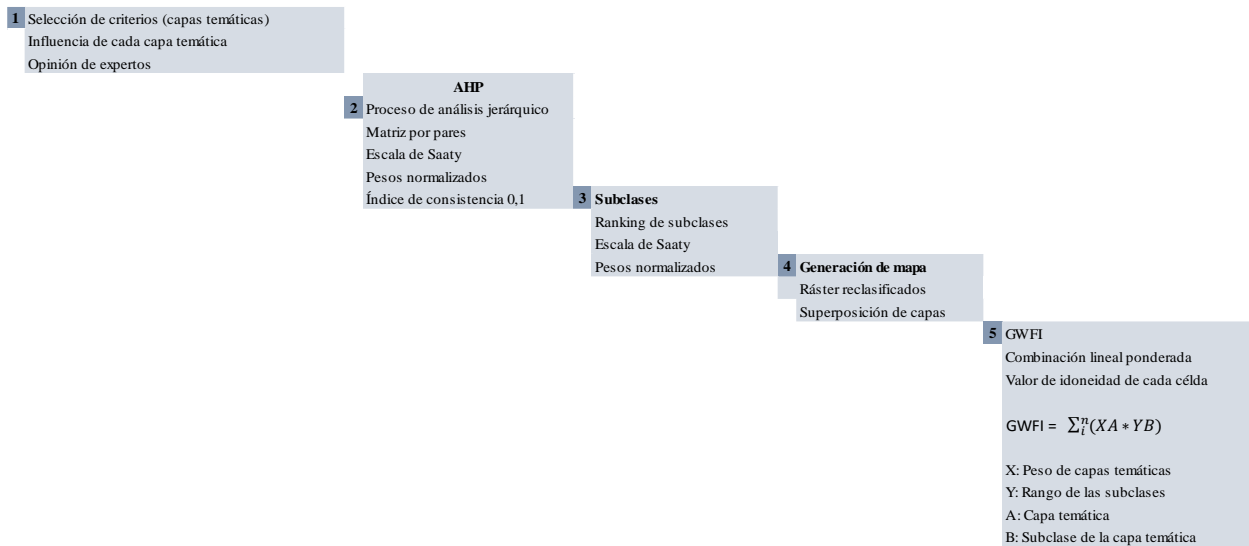 1 Selección de criterios (capas temáticas)
Influencia de cada capa temática
Opinión de expertos
AHP
2 Proceso de análisis jerárquico
Matriz por pares
Escala de Saaty
Pesos normalizados
Índice de consistencia 0,1
3 Subclases
Ranking de subclases
Escala de Saaty
Pesos normalizados
4 Generación de mapa
Ráster reclasificados
Superposición de capas
5 GWFI
Combinación lineal ponderada
Valor de idoneidad de cada célda
GWFI = ∑ᵢⁿ(XA ∗ YB)
X: Peso de capas temáticas
Y: Rango de las subclases
A: Capa temática
B: Subclase de la capa temática